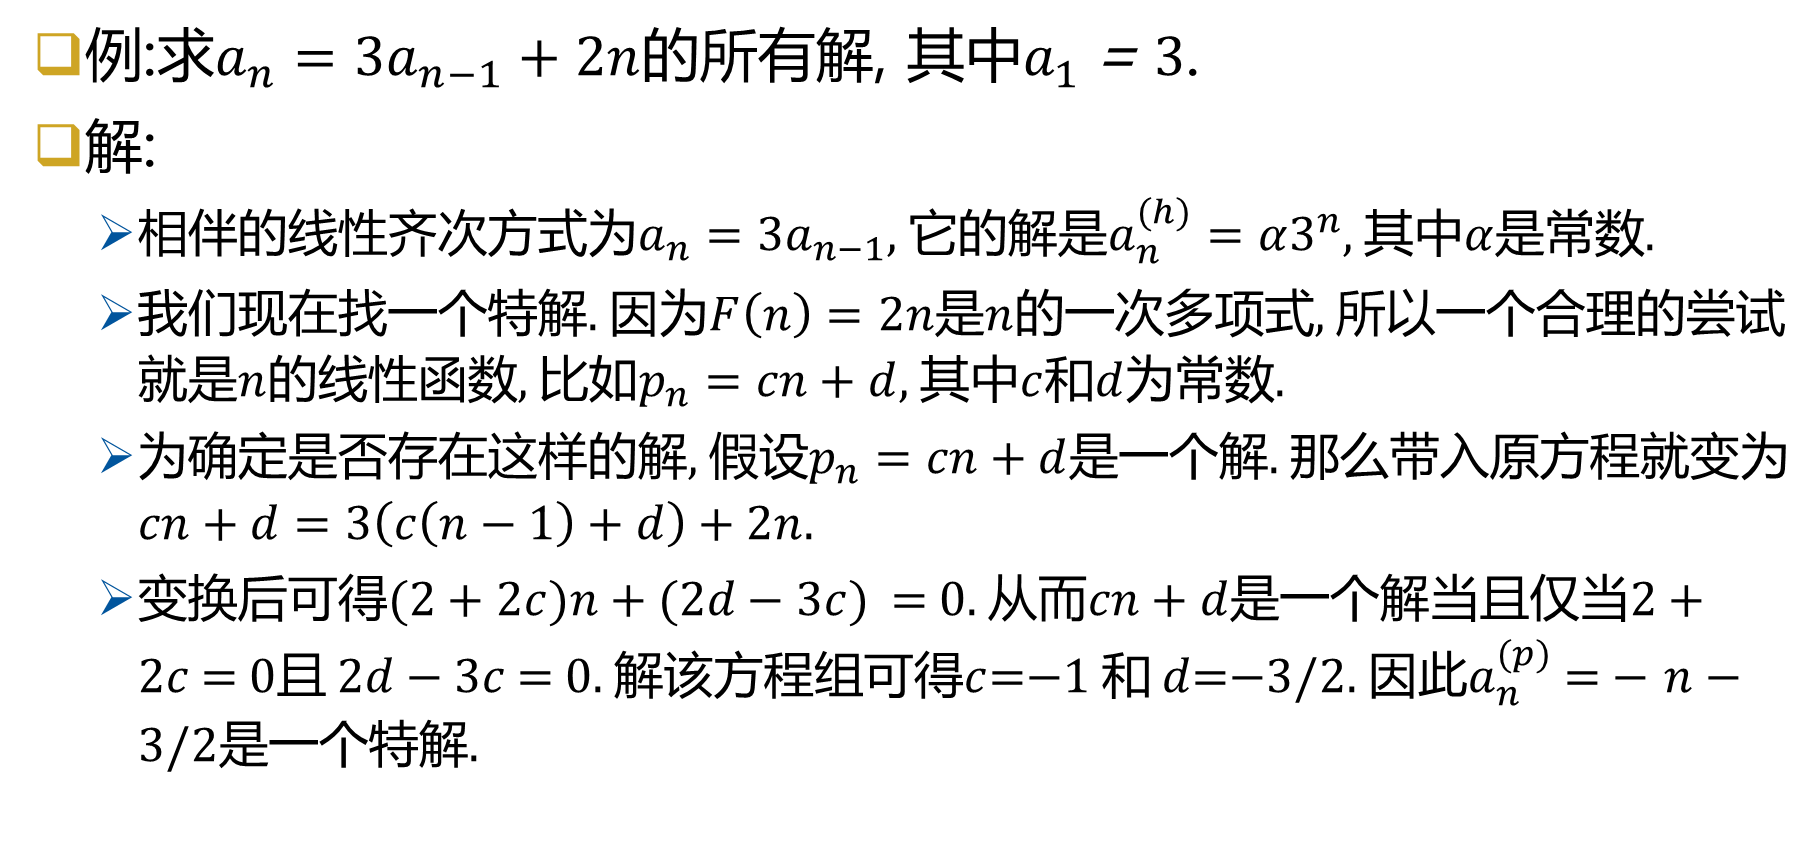 例:求aₙ = 3aₙ₋₁ + 2n的所有解, 其中a₁ = 3.
解:
相伴的线性齐次方式为aₙ = 3aₙ₋₁, 它的解是aₙ⁽ʰ⁾ = α3ⁿ, 其中α是常数.
我们现在找一个特解. 因为F(n) = 2n是n的一次多项式, 所以一个合理的尝试
就是n的线性函数, 比如pₙ = cn + d, 其中c和d为常数.
为确定是否存在这样的解, 假设pₙ = cn + d是一个解. 那么带入原方程就变为
cn + d = 3(c(n − 1) + d) + 2n.
变换后可得(2 + 2c)n + (2d − 3c) = 0. 从而cn + d是一个解当且仅当2 +
2c = 0且 2d − 3c = 0. 解该方程组可得c=−1 和 d=−3/2. 因此aₙ⁽ᵖ⁾ = − n −
3/2是一个特解.